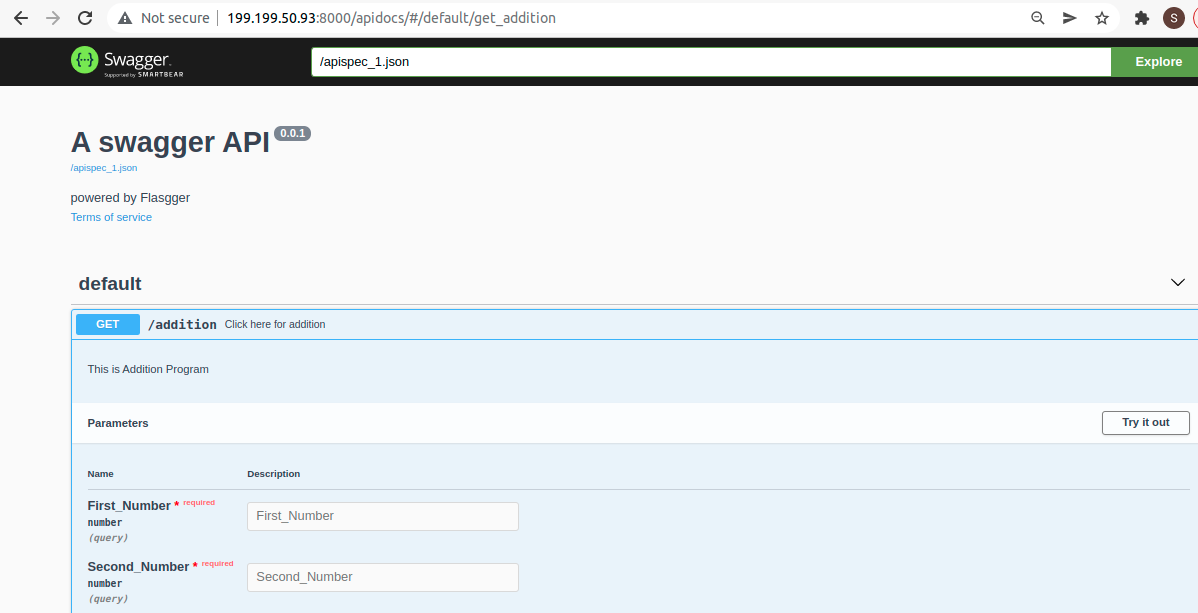 Not secure 199.199.50.93:8000/apidocs/#/default/get_addition S
{···} Swagger. /apispec_1.json Explore
Supported by SMARTBEAR
A swagger API 0.0.1
/apispec_1.json
powered by Flasgger
Terms of service
default
GET /addition Click here for addition
This is Addition Program
Parameters Try it out
Name Description
First_Number * required First_Number
number
(query)
Second_Number * required Second_Number
number
(query)